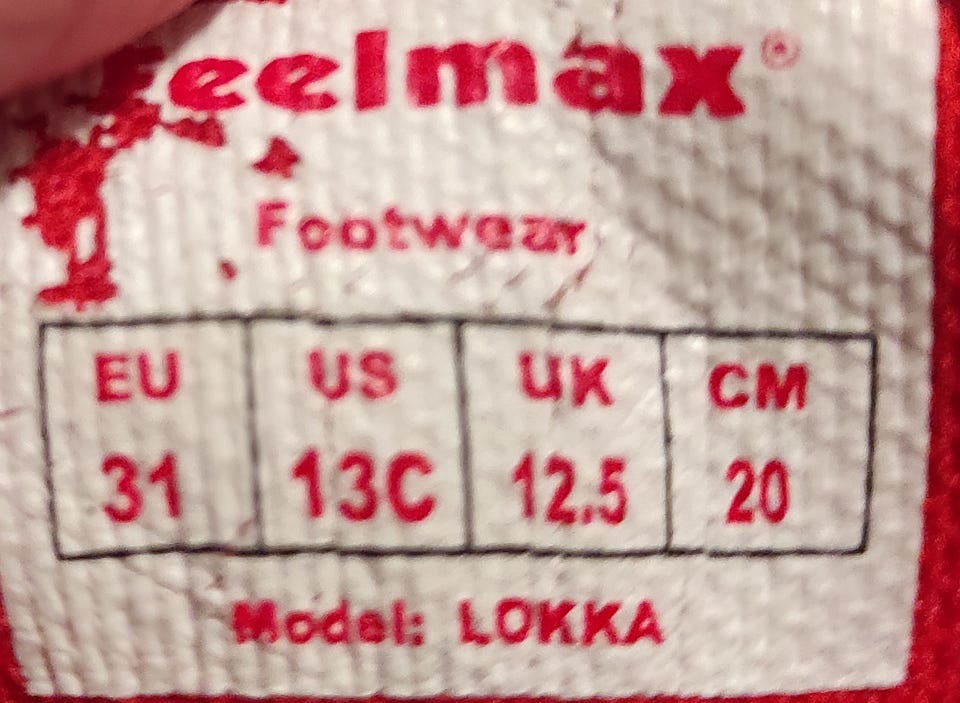 feelmax®
Footwear
EU US UK CM
31 13C 12.5 20
Model: LOKKA